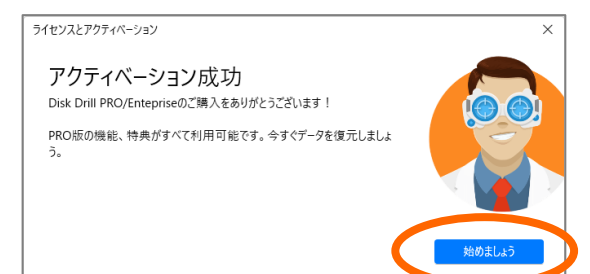 ライセンスとアクティベーション
アクティベーション成功
Disk Drill PRO/Entepriseのご購入をありがとうございます！
PRO版の機能、特典がすべて利用可能です。今すぐデータを復元しましょ
う。
始めましょう